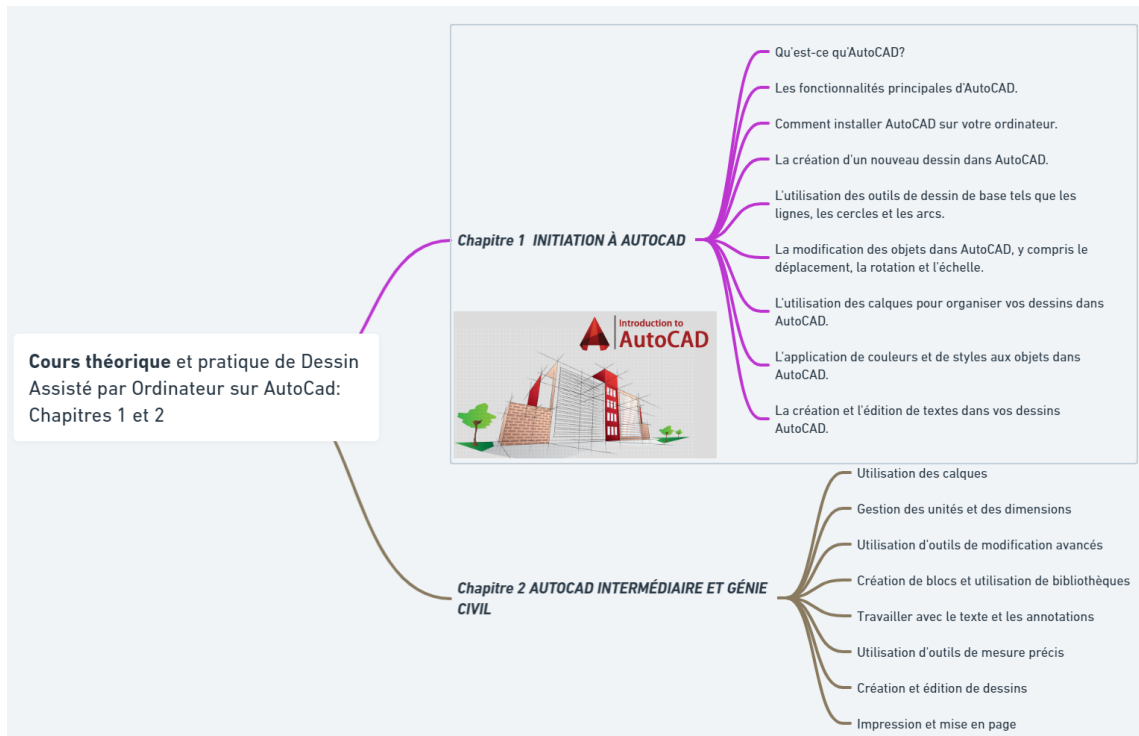 Cours théorique et pratique de Dessin
Assisté par Ordinateur sur AutoCad:
Chapitres 1 et 2
Chapitre 1  INITIATION À AUTOCAD
Introduction to
AutoCAD
Qu'est-ce qu'AutoCAD?
Les fonctionnalités principales d'AutoCAD.
Comment installer AutoCAD sur votre ordinateur.
La création d'un nouveau dessin dans AutoCAD.
L'utilisation des outils de dessin de base tels que les
lignes, les cercles et les arcs.
La modification des objets dans AutoCAD, y compris le
déplacement, la rotation et l'échelle.
L'utilisation des calques pour organiser vos dessins dans
AutoCAD.
L'application de couleurs et de styles aux objets dans
AutoCAD.
La création et l'édition de textes dans vos dessins
AutoCAD.
Chapitre 2 AUTOCAD INTERMÉDIAIRE ET GÉNIE
CIVIL
Utilisation des calques
Gestion des unités et des dimensions
Utilisation d'outils de modification avancés
Création de blocs et utilisation de bibliothèques
Travailler avec le texte et les annotations
Utilisation d'outils de mesure précis
Création et édition de dessins
Impression et mise en page